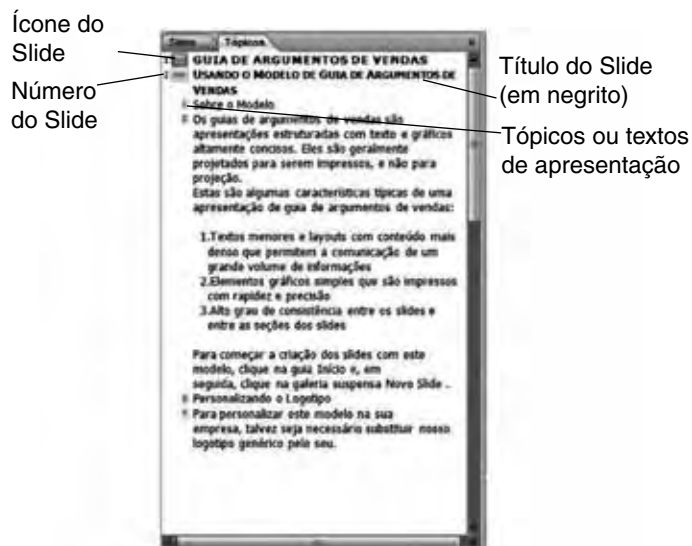 Ícone do
Slide
Número
do Slide
Título do Slide
(em negrito)
Tópicos ou textos
de apresentação
Tópicos
1 GUIA DE ARGUMENTOS DE VENDAS
2 USANDO O MODELO DE GUIA DE ARGUMENTOS DE
VENDAS
Sobre o Modelo
Os guias de argumentos de vendas são
apresentações estruturadas com texto e gráficos
altamente concisos. Eles são geralmente
projetados para serem impressos, e não para
projeção.
Estas são algumas características típicas de uma
apresentação de guia de argumentos de vendas:
1.Textos menores e layouts com conteúdo mais
denso que permitem a comunicação de um
grande volume de informações
2.Elementos gráficos simples que são impressos
com rapidez e precisão
3.Alto grau de consistência entre os slides e
entre as seções dos slides
Para começar a criação dos slides com este
modelo, clique na guia Início e, em
seguida, clique na galeria suspensa Novo Slide .
Personalizando o Logotipo
Para personalizar este modelo na sua
empresa, talvez seja necessário substituir nosso
logotipo genérico pelo seu.